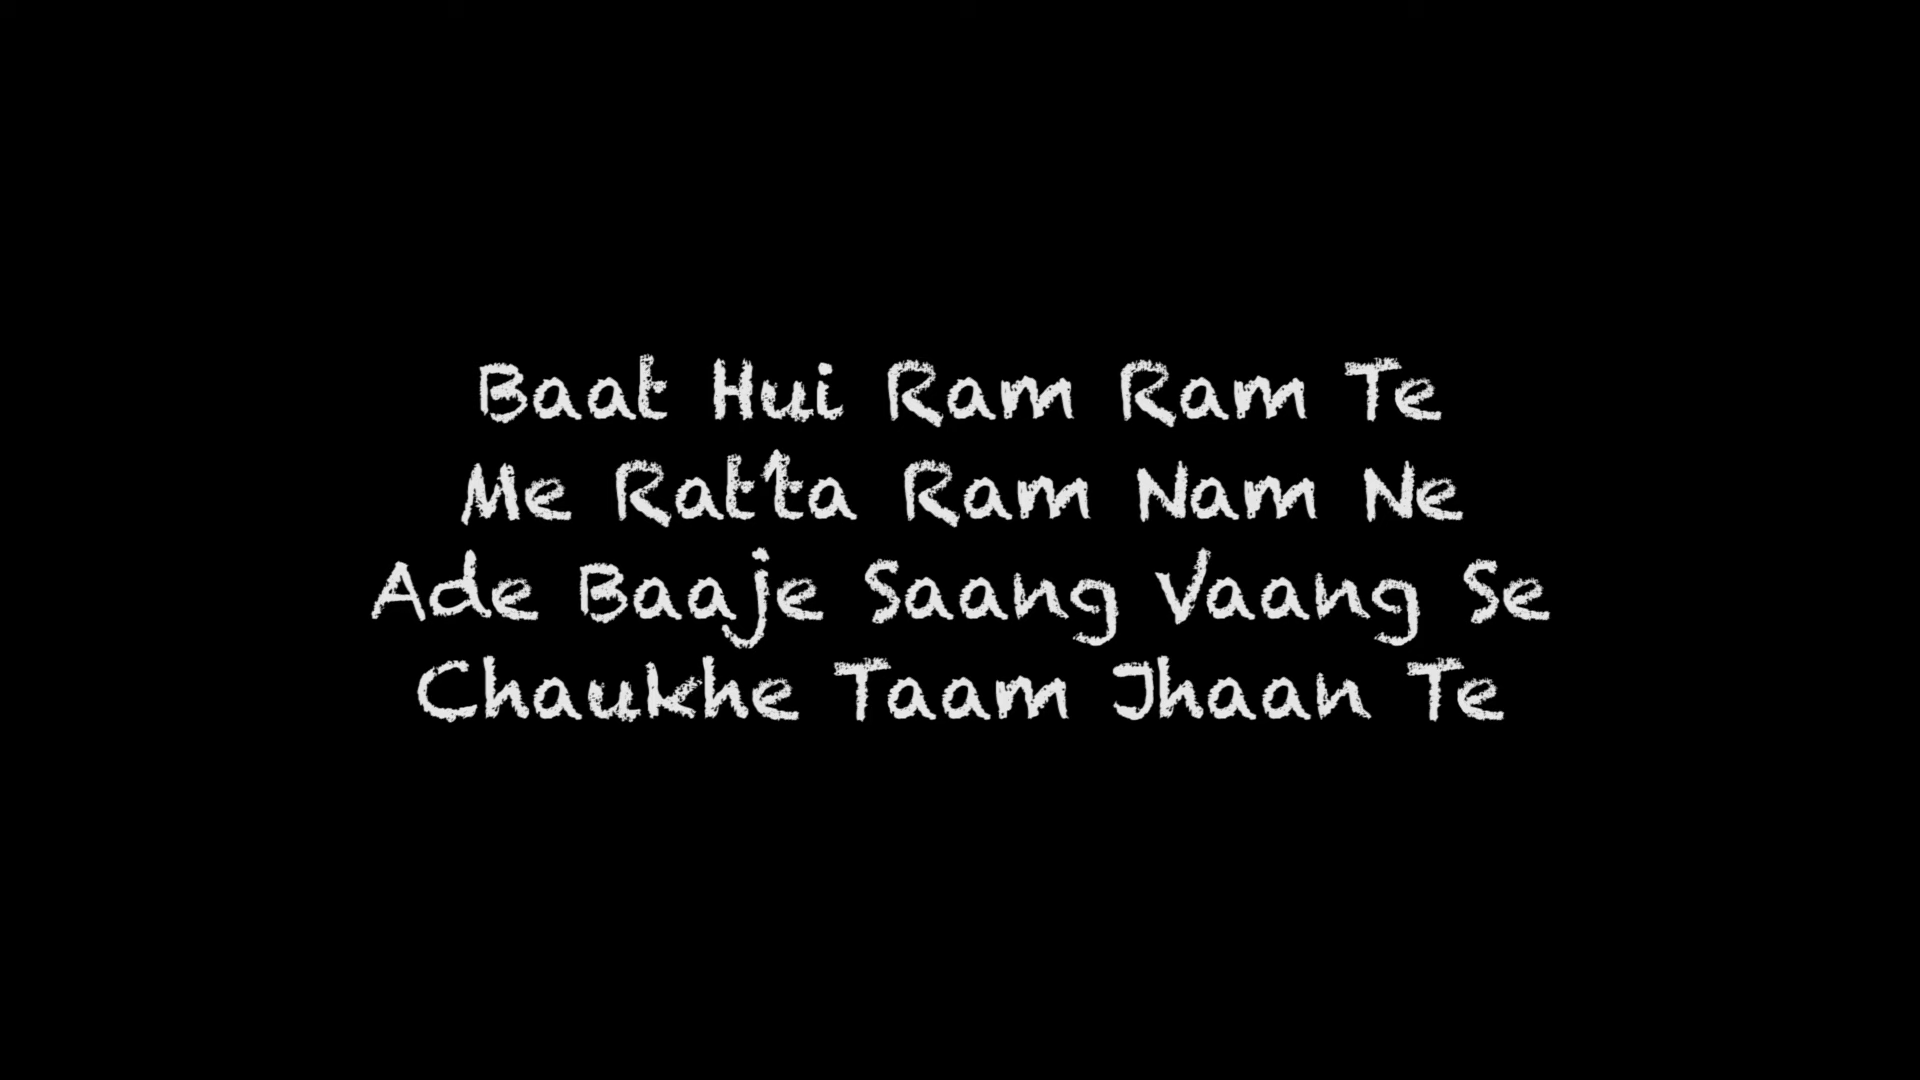 Baat Hui Ram Ram Te
Me Ratta Ram Nam Ne
Ade Baaje Saang Vaang Se
Chaukhe Taam Jhaan Te